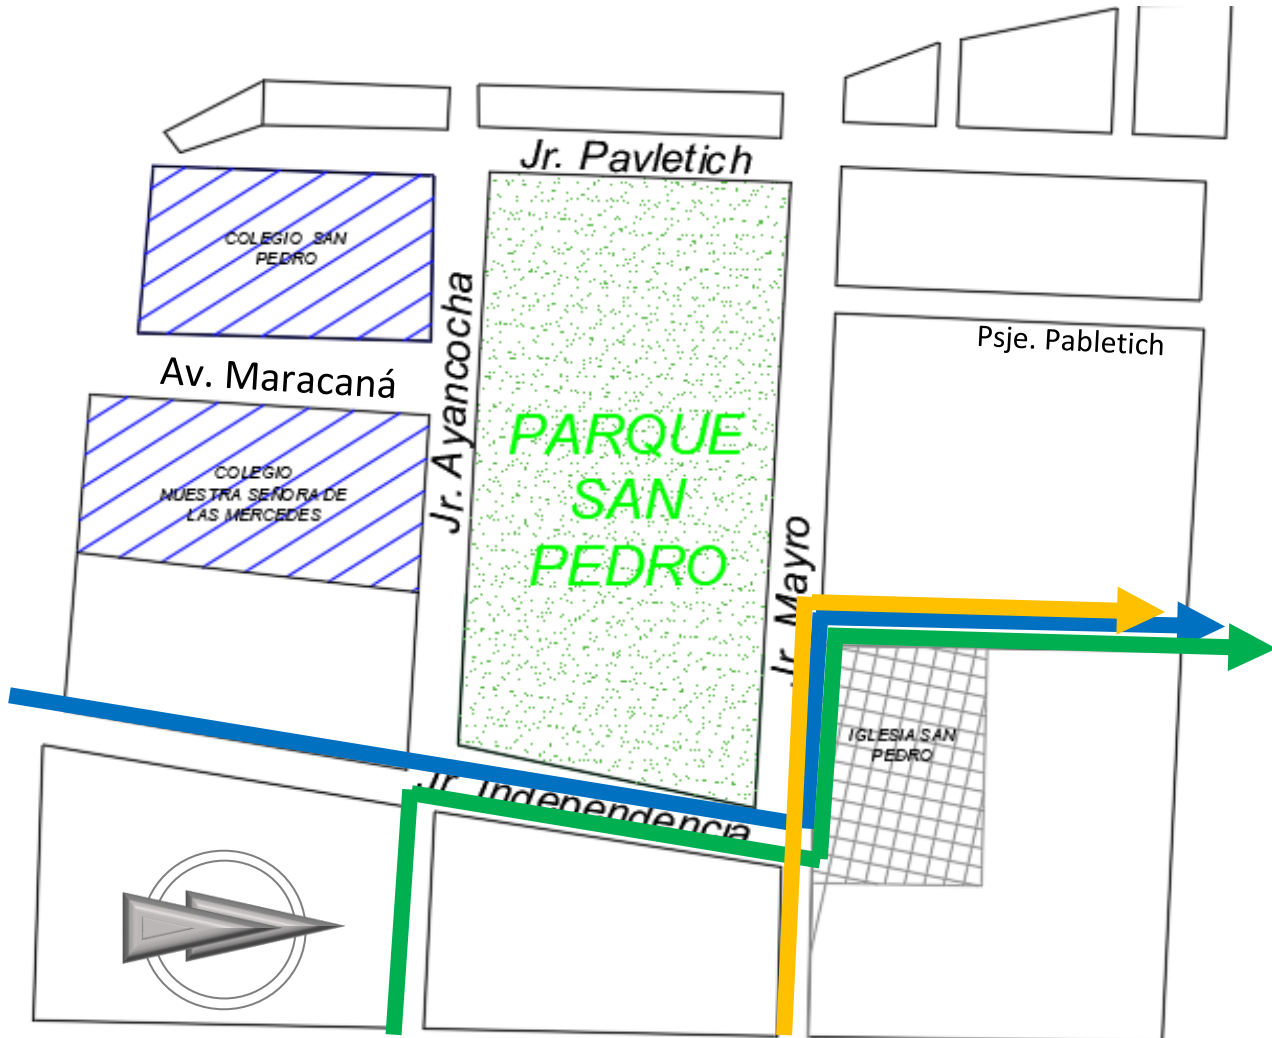 Jr. Pavletich
COLEGIO SAN
PEDRO
Jr. Ayancocha
Psje. Pabletich
Av. Maracaná
PARQUE
SAN
PEDRO
COLEGIO
NUESTRA SEÑORA DE
LAS MERCEDES
Jr. Mayro
IGLESIA SAN
PEDRO
Jr. Independencia